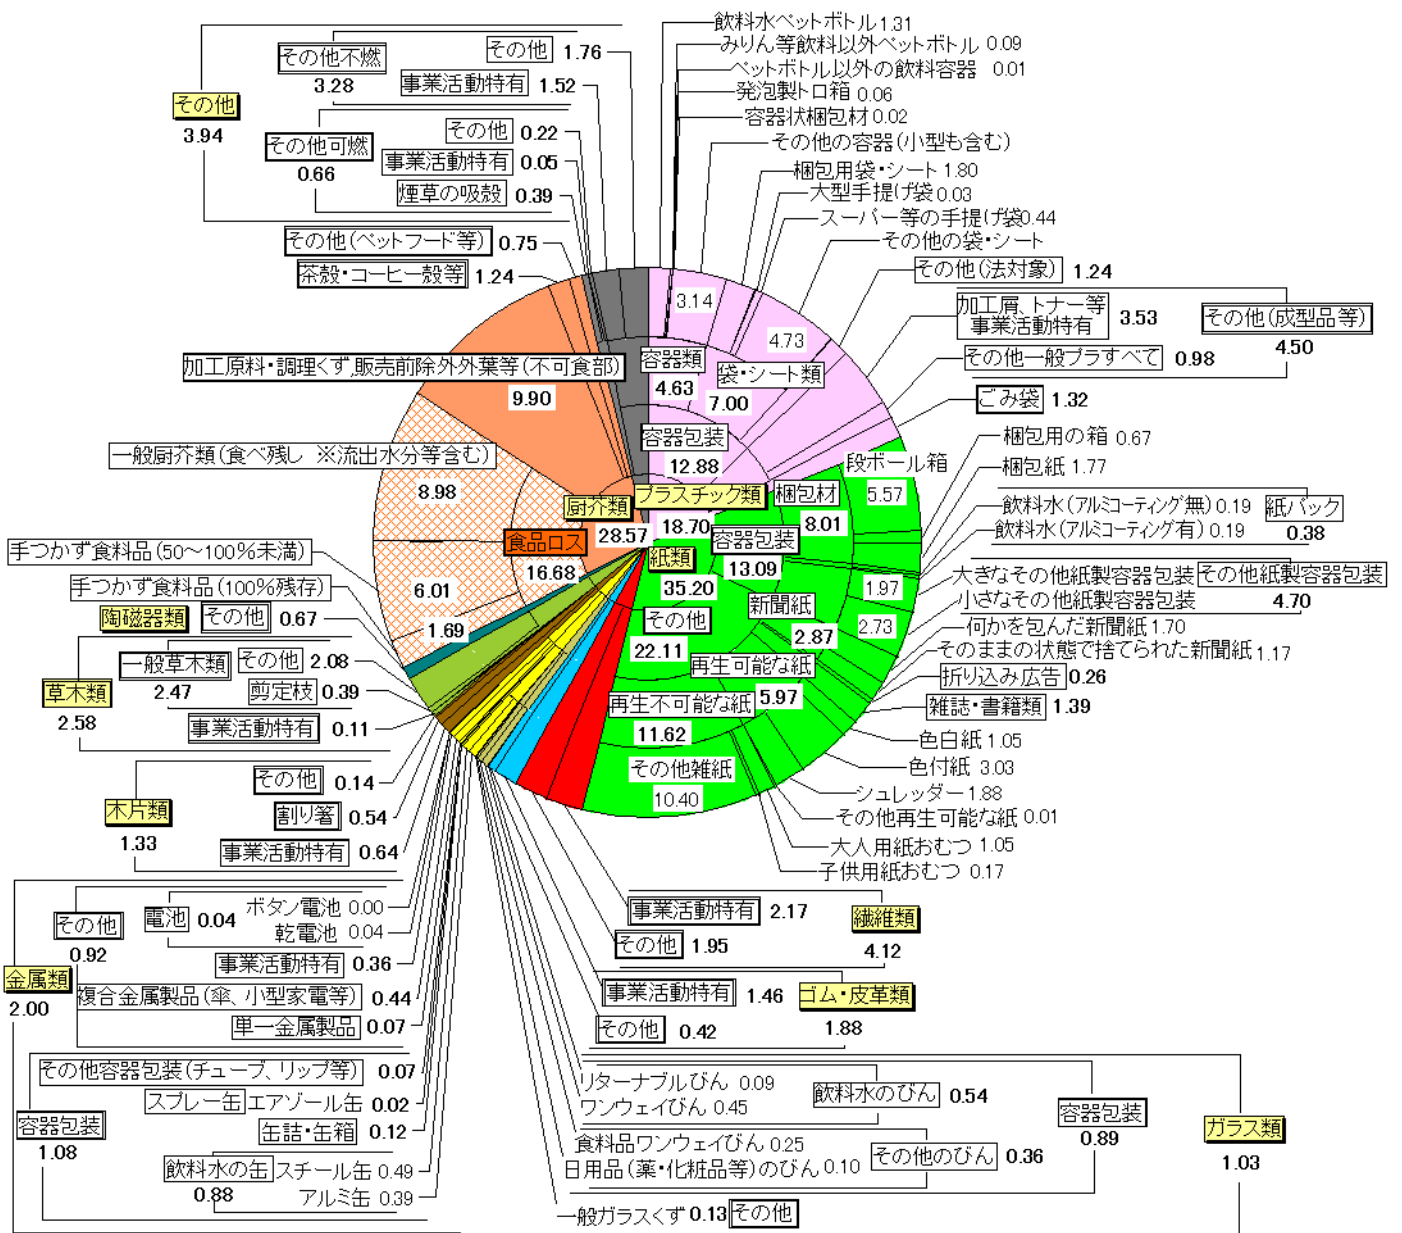 飲料水ペットボトル 1.31
みりん等飲料以外ペットボトル 0.09
ペットボトル以外の飲料容器 0.01
発泡製トロ箱 0.06
容器状梱包材 0.02
その他の容器(小型も含む)
3.14
梱包用袋・シート 1.80
大型手提げ袋 0.03
スーパー等の手提げ袋0.44
その他の袋・シート
4.73
その他(法対象) 1.24
加工屑、トナー等
事業活動特有 3.53
その他(成型品等)
4.50
その他一般プラすべて 0.98
ごみ袋 1.32
容器類
4.63
袋・シート類
7.00
容器包装
12.88
プラスチック類
18.70
その他
3.94
その他不燃
3.28
その他 1.76
事業活動特有 1.52
その他可燃
0.66
その他 0.22
事業活動特有 0.05
煙草の吸殻 0.39
その他(ペットフード等) 0.75
茶殻・コーヒー殻等 1.24
加工原料・調理くず,販売前除外外葉等(不可食部)
9.90
一般厨芥類(食べ残し ※流出水分等含む)
8.98
厨芥類
28.57
食品ロス
16.68
手つかず食料品(50～100%未満)
6.01
手つかず食料品(100%残存)
1.69
段ボール箱
5.57
梱包用の箱 0.67
梱包紙 1.77
梱包材
8.01
飲料水(アルミコーティング無) 0.19
飲料水(アルミコーティング有) 0.19
紙パック
0.38
容器包装
13.09
紙類
35.20
大きなその他紙製容器包装
1.97
小さなその他紙製容器包装
2.73
その他紙製容器包装
4.70
何かを包んだ新聞紙 1.70
そのままの状態で捨てられた新聞紙 1.17
新聞紙
2.87
折り込み広告 0.26
雑誌・書籍類 1.39
その他
22.11
再生可能な紙
5.97
色白紙 1.05
色付紙 3.03
シュレッダー 1.88
その他再生可能な紙 0.01
再生不可能な紙
11.62
大人用紙おむつ 1.05
子供用紙おむつ 0.17
その他雑紙
10.40
陶磁器類
その他 0.67
草木類
2.58
一般草木類
2.47
その他 2.08
剪定枝 0.39
事業活動特有 0.11
木片類
1.33
その他 0.14
割り箸 0.54
事業活動特有 0.64
金属類
2.00
その他
0.92
電池 0.04
ボタン電池 0.00
乾電池 0.04
事業活動特有 0.36
複合金属製品(傘、小型家電等) 0.44
単一金属製品 0.07
容器包装
1.08
その他容器包装(チューブ、リップ等) 0.07
スプレー缶 エアゾール缶 0.02
缶詰・缶箱 0.12
飲料水の缶
0.88
スチール缶 0.49
アルミ缶 0.39
繊維類
4.12
事業活動特有 2.17
その他 1.95
ゴム・皮革類
1.88
事業活動特有 1.46
その他 0.42
ガラス類
1.03
容器包装
0.89
飲料水のびん 0.54
リターナブルびん 0.09
ワンウェイびん 0.45
その他のびん 0.36
食料品ワンウェイびん 0.25
日用品(薬・化粧品等)のびん 0.10
一般ガラスくず 0.13 その他